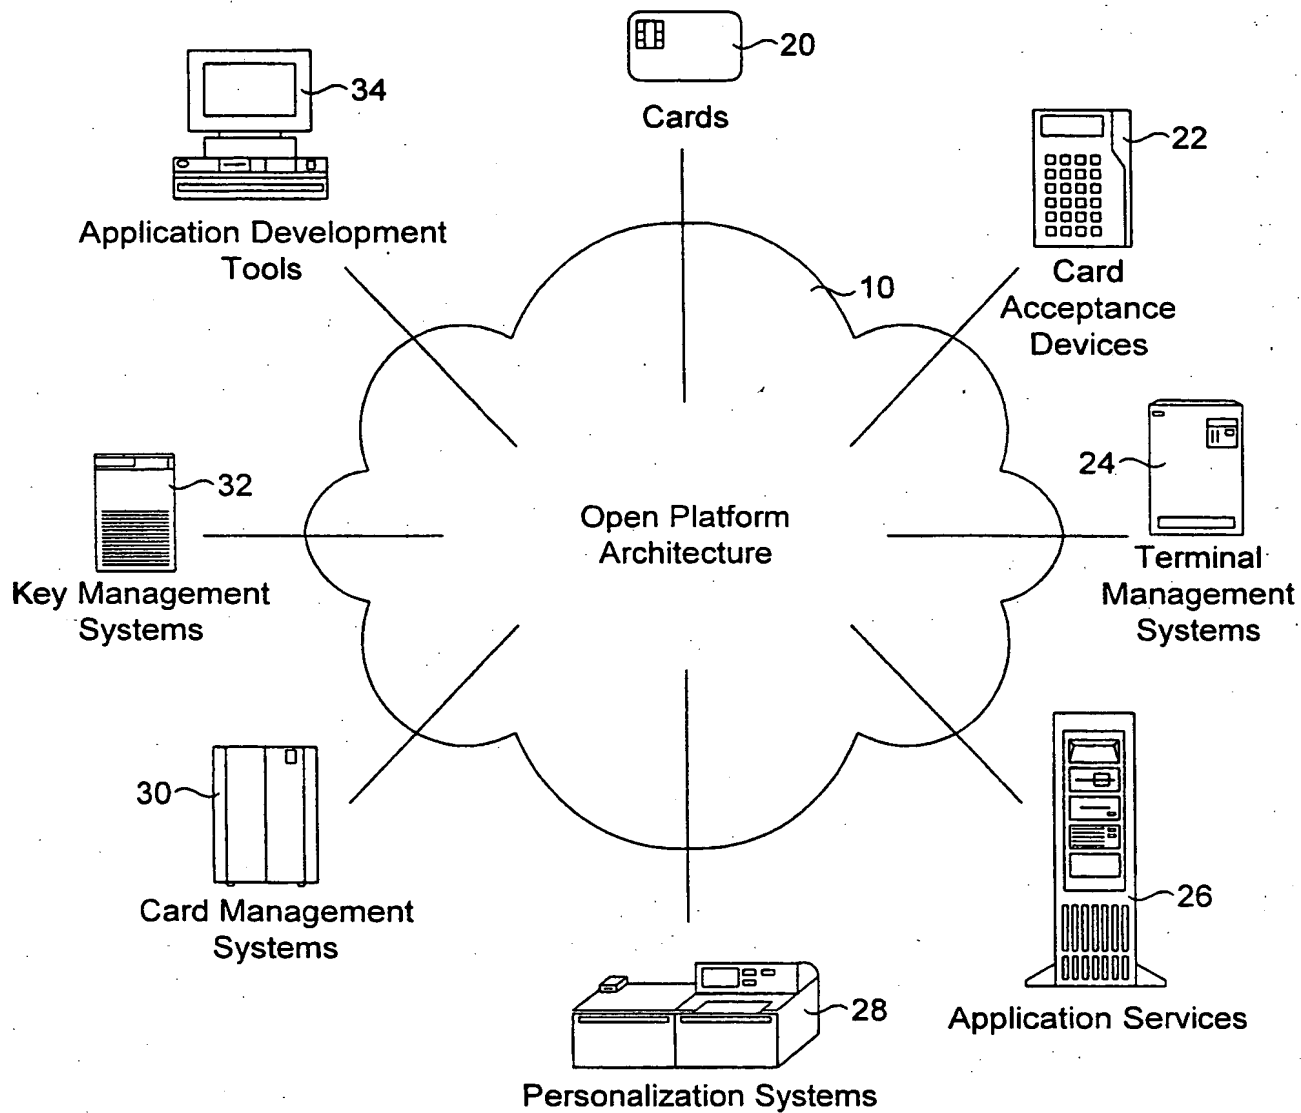 20
Cards
34
Application Development
Tools
22
Card
Acceptance
Devices
10
24
Terminal
Management
Systems
32
Key Management
Systems
Open Platform
Architecture
30
Card Management
Systems
26
Application Services
28
Personalization Systems